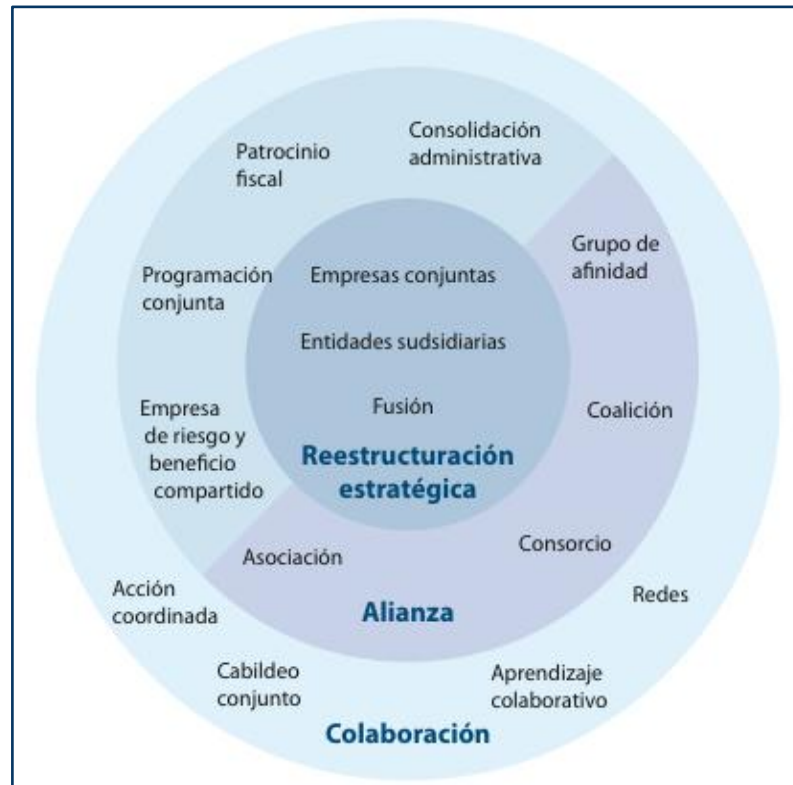 Consolidación
administrativa
Patrocinio
fiscal
Grupo de
afinidad
Programación
conjunta
Empresas conjuntas
Entidades sudsidiarias
Fusión
Coalición
Empresa
de riesgo y
beneficio
compartido
Reestructuración
estratégica
Consorcio
Asociación
Acción
coordinada
Redes
Alianza
Cabildeo
conjunto
Aprendizaje
colaborativo
Colaboración